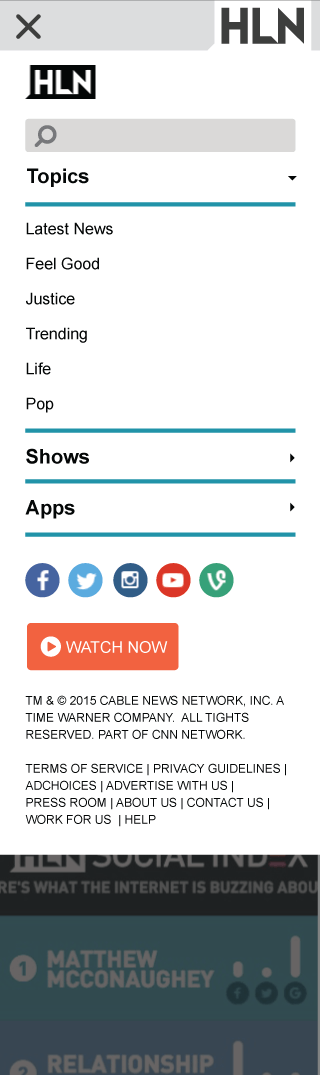 HLN
HLN
Topics
Latest News
Feel Good
Justice
Trending
Life
Pop
Shows
Apps
WATCH NOW
TM & © 2015 CABLE NEWS NETWORK, INC. A
TIME WARNER COMPANY. ALL TIGHTS
RESERVED. PART OF CNN NETWORK.
TERMS OF SERVICE | PRIVACY GUIDELINES |
ADCHOICES | ADVERTISE WITH US |
PRESS ROOM | ABOUT US | CONTACT US |
WORK FOR US | HELP
HLN SOCIAL INDEX
RE'S WHAT THE INTERNET IS BUZZING ABOU
1 MATTHEW
MCCONAUGHEY
2 RELATIONSHIP